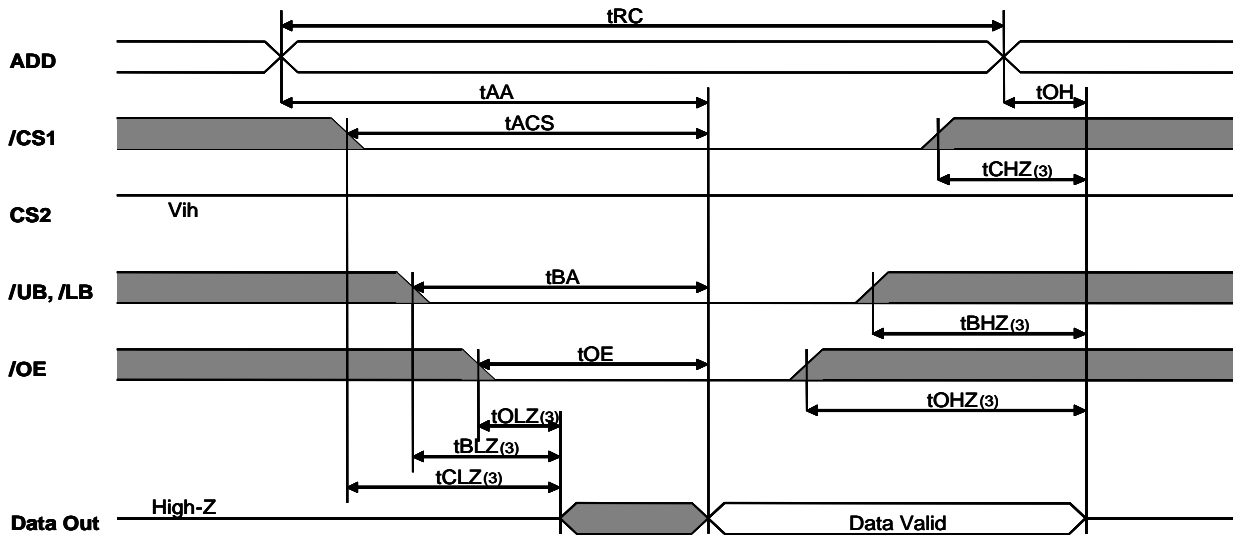 tRC
ADD
tAA
tOH
/CS1
tACS
tCHZ(3)
CS2
Vih
/UB, /LB
tBA
tBHZ(3)
/OE
tOE
tOHZ(3)
tOLZ(3)
tBLZ(3)
tCLZ(3)
Data Out
High-Z
Data Valid